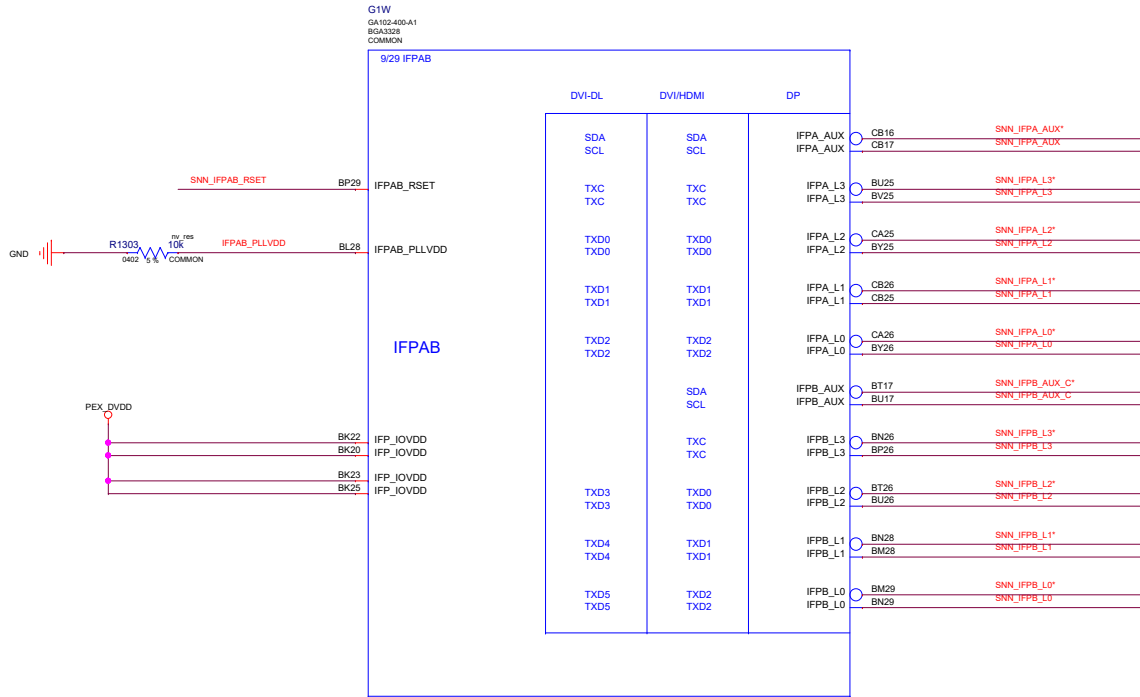 G1W
GA102-400-A1
BGA3328
COMMON
9/29 IFPAB
DVI-DL DVI/HDMI DP
SDA SDA IFPA_AUX CB16 SNN_IFPA_AUX*
SCL SCL IFPA_AUX CB17 SNN_IFPA_AUX
SNN_IFPAB_RSET BP29 IFPAB_RSET
TXC TXC IFPA_L3 BU25 SNN_IFPA_L3*
TXC TXC IFPA_L3 BV25 SNN_IFPA_L3
GND R1303 nv_res 10k 0402 5% COMMON IFPAB_PLLVDD BL28 IFPAB_PLLVDD
TXD0 TXD0 IFPA_L2 CA25 SNN_IFPA_L2*
TXD0 TXD0 IFPA_L2 BY25 SNN_IFPA_L2
TXD1 TXD1 IFPA_L1 CB26 SNN_IFPA_L1*
TXD1 TXD1 IFPA_L1 CB25 SNN_IFPA_L1
TXD2 TXD2 IFPA_L0 CA26 SNN_IFPA_L0*
TXD2 TXD2 IFPA_L0 BY26 SNN_IFPA_L0
IFPAB
SDA IFPB_AUX BT17 SNN_IFPB_AUX_C*
SCL IFPB_AUX BU17 SNN_IFPB_AUX_C
PEX_DVDD
BK22 IFP_IOVDD
BK20 IFP_IOVDD
BK23 IFP_IOVDD
BK25 IFP_IOVDD
TXC IFPB_L3 BN26 SNN_IFPB_L3*
TXC IFPB_L3 BP26 SNN_IFPB_L3
TXD3 TXD0 IFPB_L2 BT26 SNN_IFPB_L2*
TXD3 TXD0 IFPB_L2 BU26 SNN_IFPB_L2
TXD4 TXD1 IFPB_L1 BN28 SNN_IFPB_L1*
TXD4 TXD1 IFPB_L1 BM28 SNN_IFPB_L1
TXD5 TXD2 IFPB_L0 BM29 SNN_IFPB_L0*
TXD5 TXD2 IFPB_L0 BN29 SNN_IFPB_L0